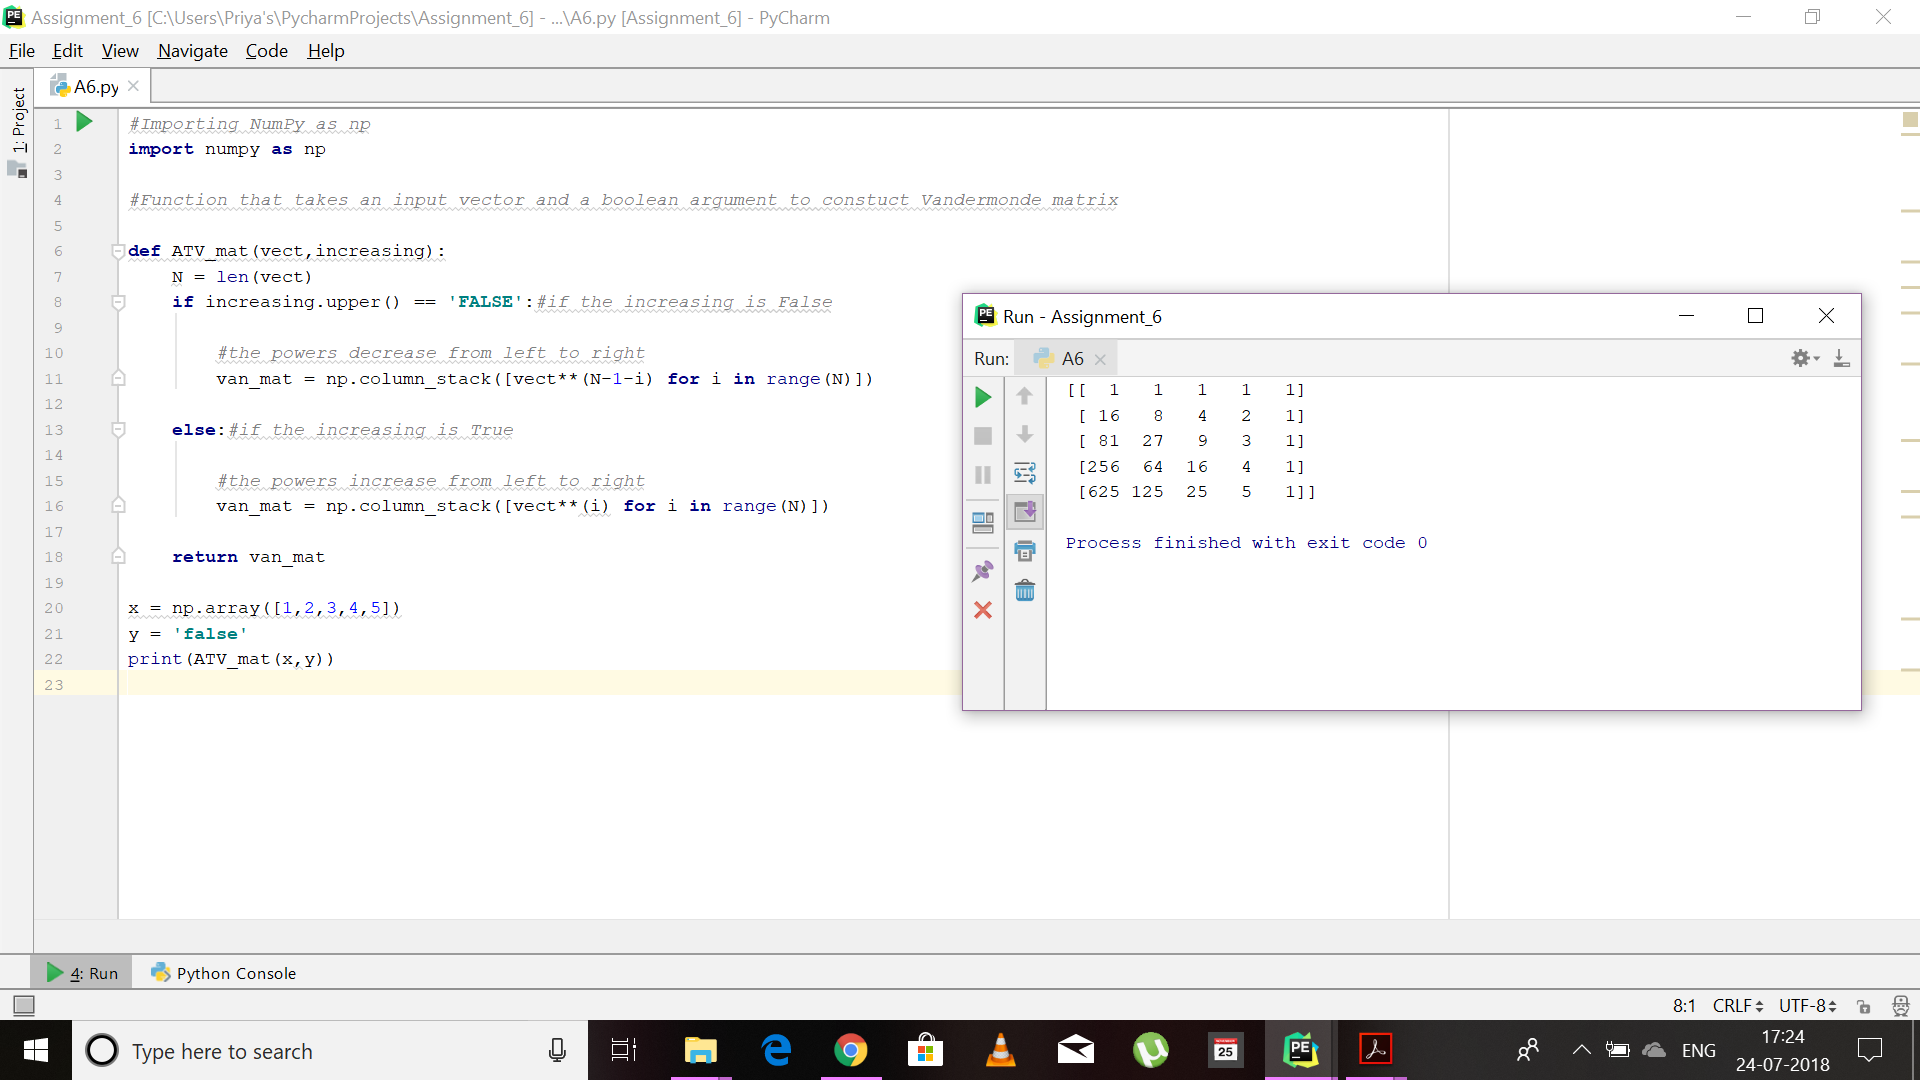 Assignment_6 [C:\Users\Priya's\PycharmProjects\Assignment_6] - ...\A6.py [Assignment_6] - PyCharm
File Edit View Navigate Code Help
1: Project
A6.py
1 #Importing NumPy as np
2 import numpy as np
3
4 #Function that takes an input vector and a boolean argument to constuct Vandermonde matrix
5
6 def ATV_mat(vect,increasing):
7     N = len(vect)
8     if increasing.upper() == 'FALSE':#if the increasing is False
9
10         #the powers decrease from left to right
11         van_mat = np.column_stack([vect**(N-1-i) for i in range(N)])
12
13     else:#if the increasing is True
14
15         #the powers increase from left to right
16         van_mat = np.column_stack([vect**(i) for i in range(N)])
17
18     return van_mat
19
20 x = np.array([1,2,3,4,5])
21 y = 'false'
22 print(ATV_mat(x,y))
23
Run - Assignment_6
Run: A6
[[  1   1   1   1   1]
 [ 16   8   4   2   1]
 [ 81  27   9   3   1]
 [256  64  16   4   1]
 [625 125  25   5   1]]
Process finished with exit code 0
4: Run Python Console
8:1 CRLF UTF-8
Type here to search
25
PE
ENG
17:24
24-07-2018